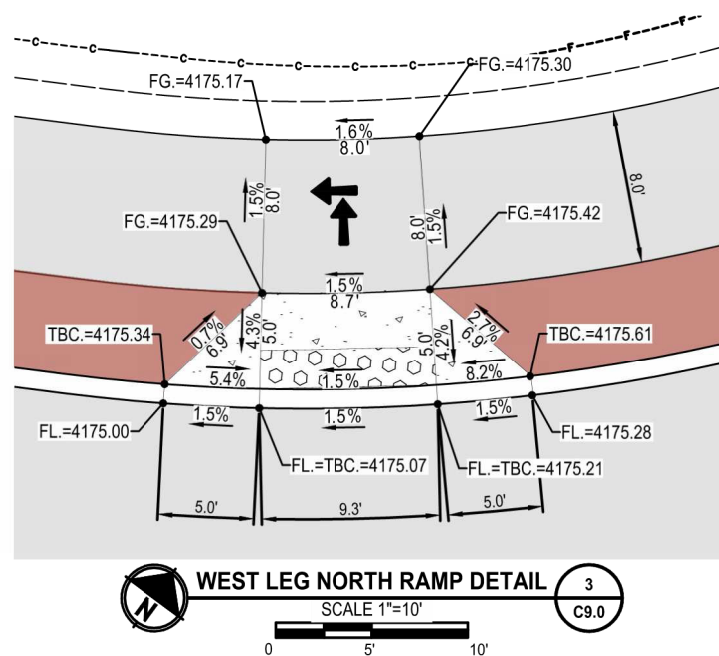 C C C C C C C C F F F
FG.=4175.17
FG.=4175.30
1.6%
8.0'
1.5%
8.0'
8.0'
1.5%
8.0'
FG.=4175.29
FG.=4175.42
1.5%
8.7'
TBC.=4175.34
0.7%
6.9'
4.3%
5.0'
5.0'
4.2%
2.7%
6.9'
TBC.=4175.61
5.4%
1.5%
8.2%
FL.=4175.00
1.5%
1.5%
1.5%
FL.=4175.28
FL.=TBC.=4175.07
FL.=TBC.=4175.21
5.0'
9.3'
5.0'
N
WEST LEG NORTH RAMP DETAIL
3
C9.0
SCALE 1"=10'
0 5' 10'